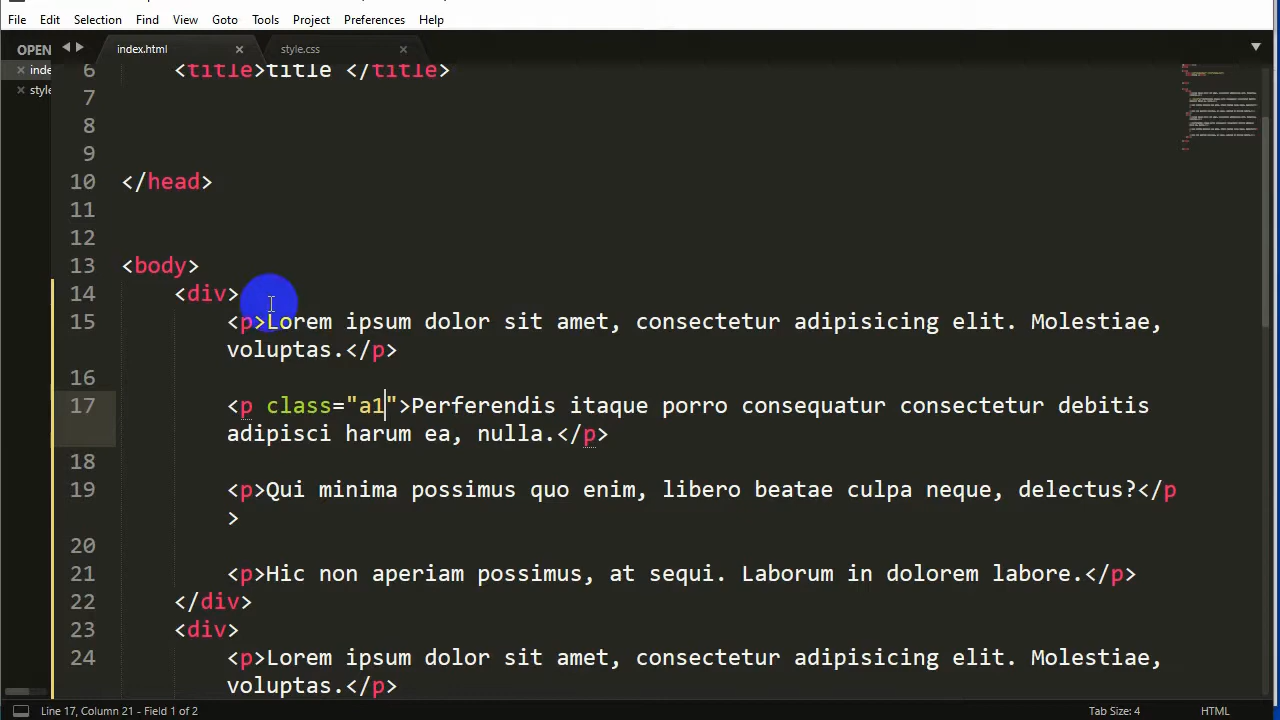 File Edit Selection Find View Goto Tools Project Preferences Help
OPEN index.html style.css
inde
style
6 <title>title </title>
7
8
9
10 </head>
11
12
13 <body>
14 <div>
15 <p>Lorem ipsum dolor sit amet, consectetur adipisicing elit. Molestiae,
voluptas.</p>
16
17 <p class="a1">Perferendis itaque porro consequatur consectetur debitis
adipisci harum ea, nulla.</p>
18
19 <p>Qui minima possimus quo enim, libero beatae culpa neque, delectus?</p
>
20
21 <p>Hic non aperiam possimus, at sequi. Laborum in dolorem labore.</p>
22 </div>
23 <div>
24 <p>Lorem ipsum dolor sit amet, consectetur adipisicing elit. Molestiae,
voluptas.</p>
Line 17, Column 21 - Field 1 of 2 Tab Size: 4 HTML